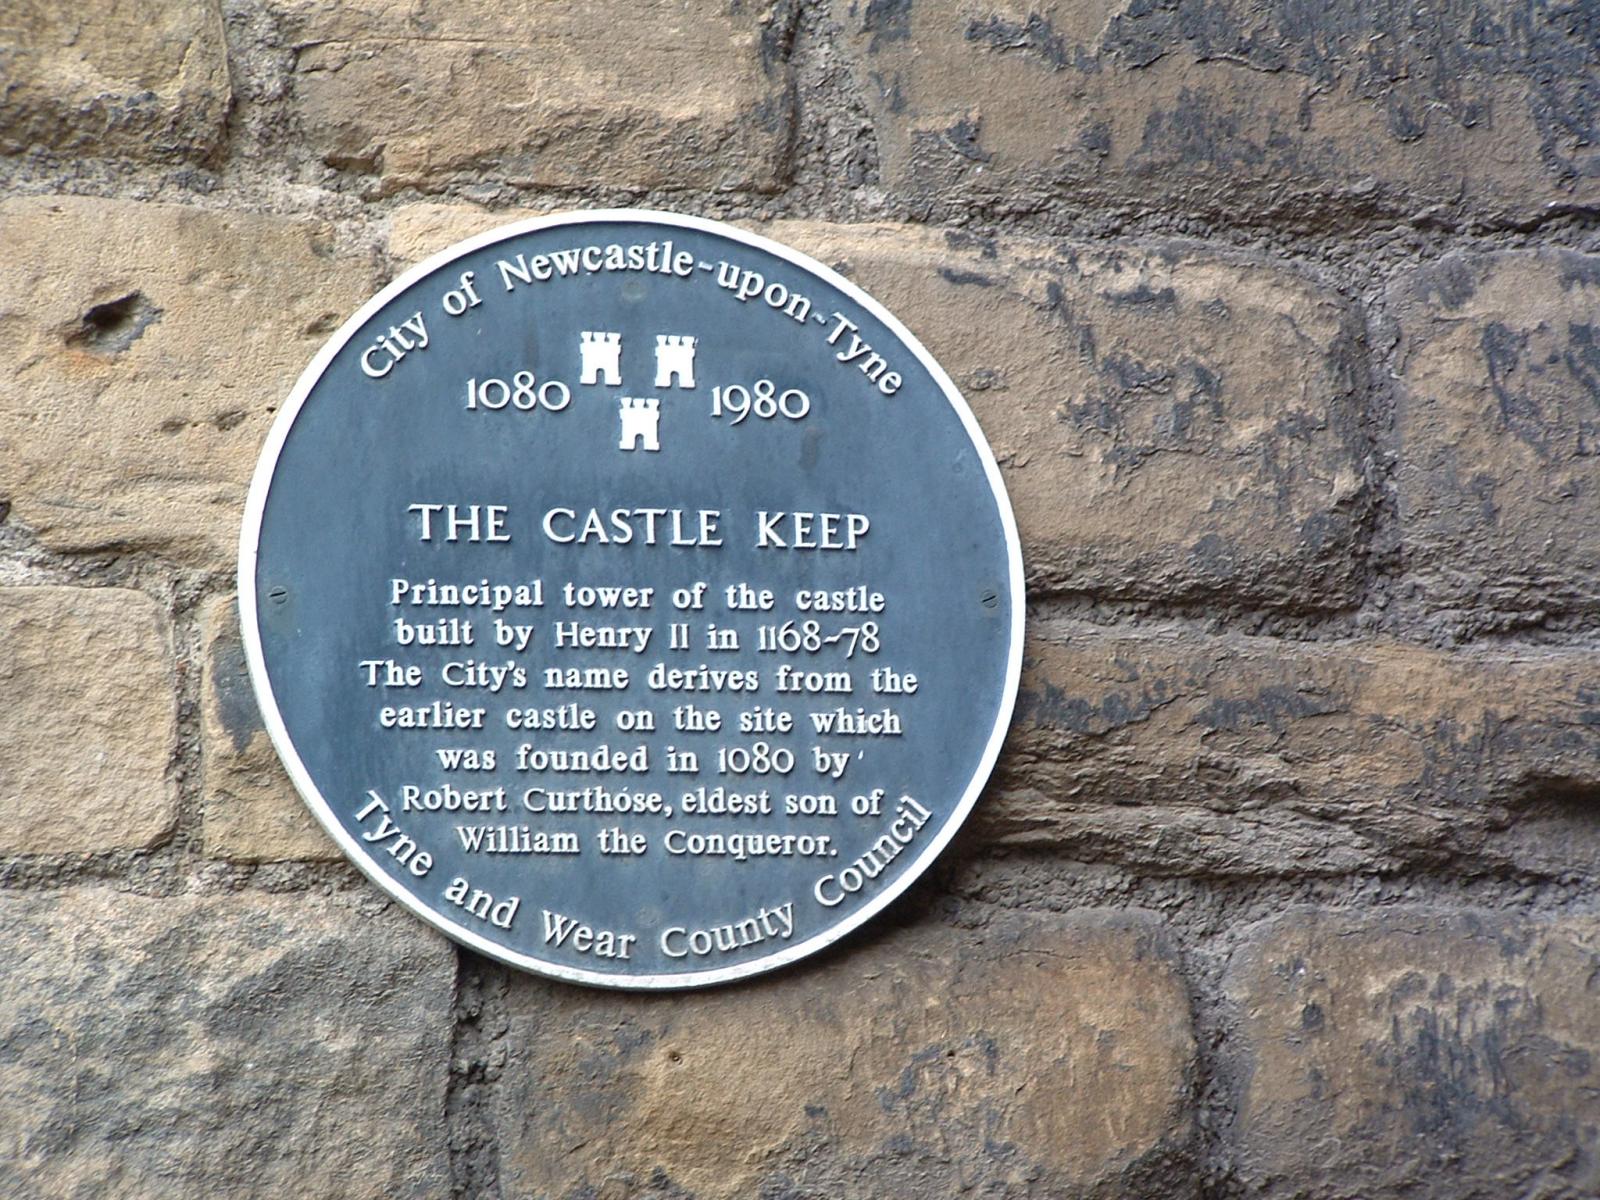 City of Newcastle-upon-Tyne
1080 1980
THE CASTLE KEEP
Principal tower of the castle
built by Henry II in 1168-78
The City's name derives from the
earlier castle on the site which
was founded in 1080 by
Robert Curthose, eldest son of
William the Conqueror.
Tyne and Wear County Council